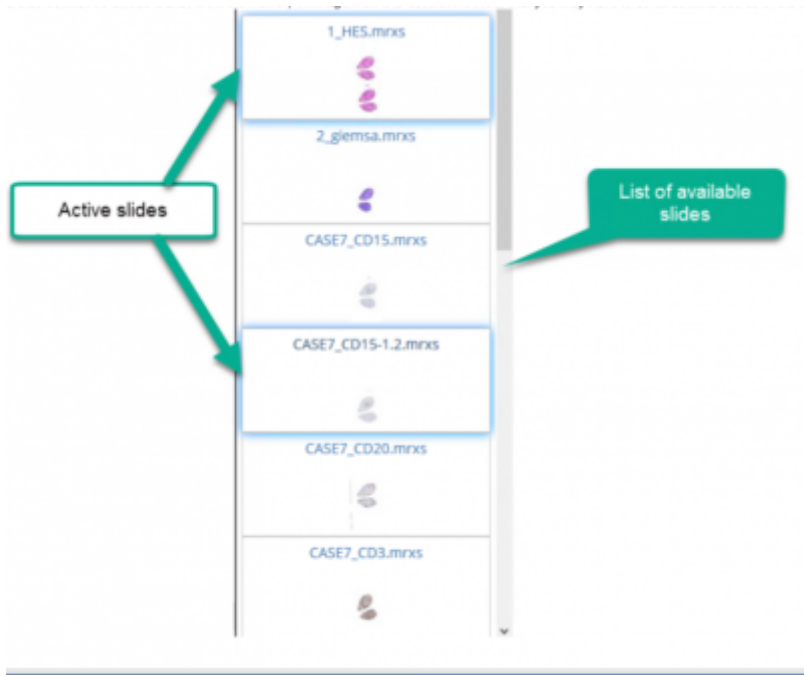 1_HES.mrxs
2_giemsa.mrxs
Active slides
List of available
slides
CASE7_CD15.mrxs
CASE7_CD15-1.2.mrxs
CASE7_CD20.mrxs
CASE7_CD3.mrxs